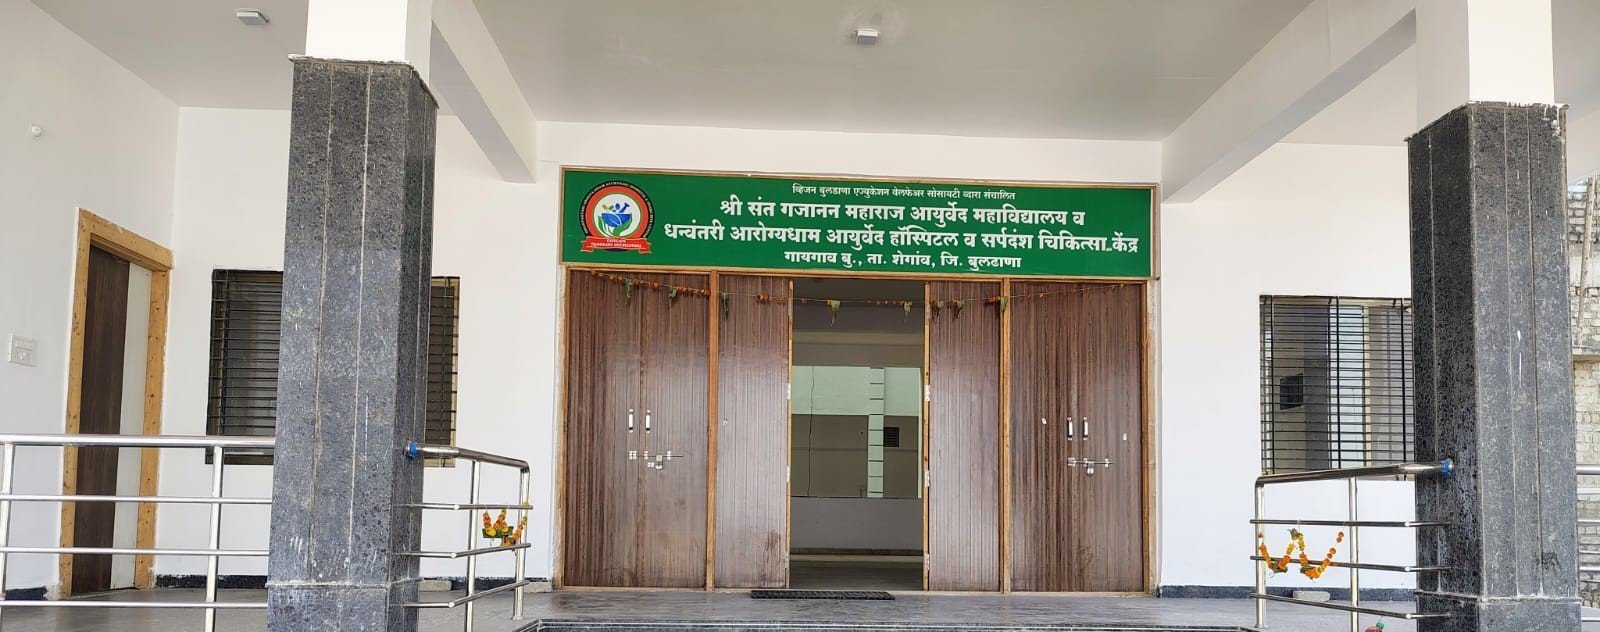 व्हिजन बुलडाणा एज्युकेशन वेलफेअर सोसायटी व्दारा संचालित
श्री संत गजानन महाराज आयुर्वेद महाविद्यालय व
धन्वंतरी आरोग्यधाम आयुर्वेद हॉस्पिटल व सर्पदंश चिकित्सा केंद्र
गायगाव बु., ता. शेगांव, जि. बुलढाणा